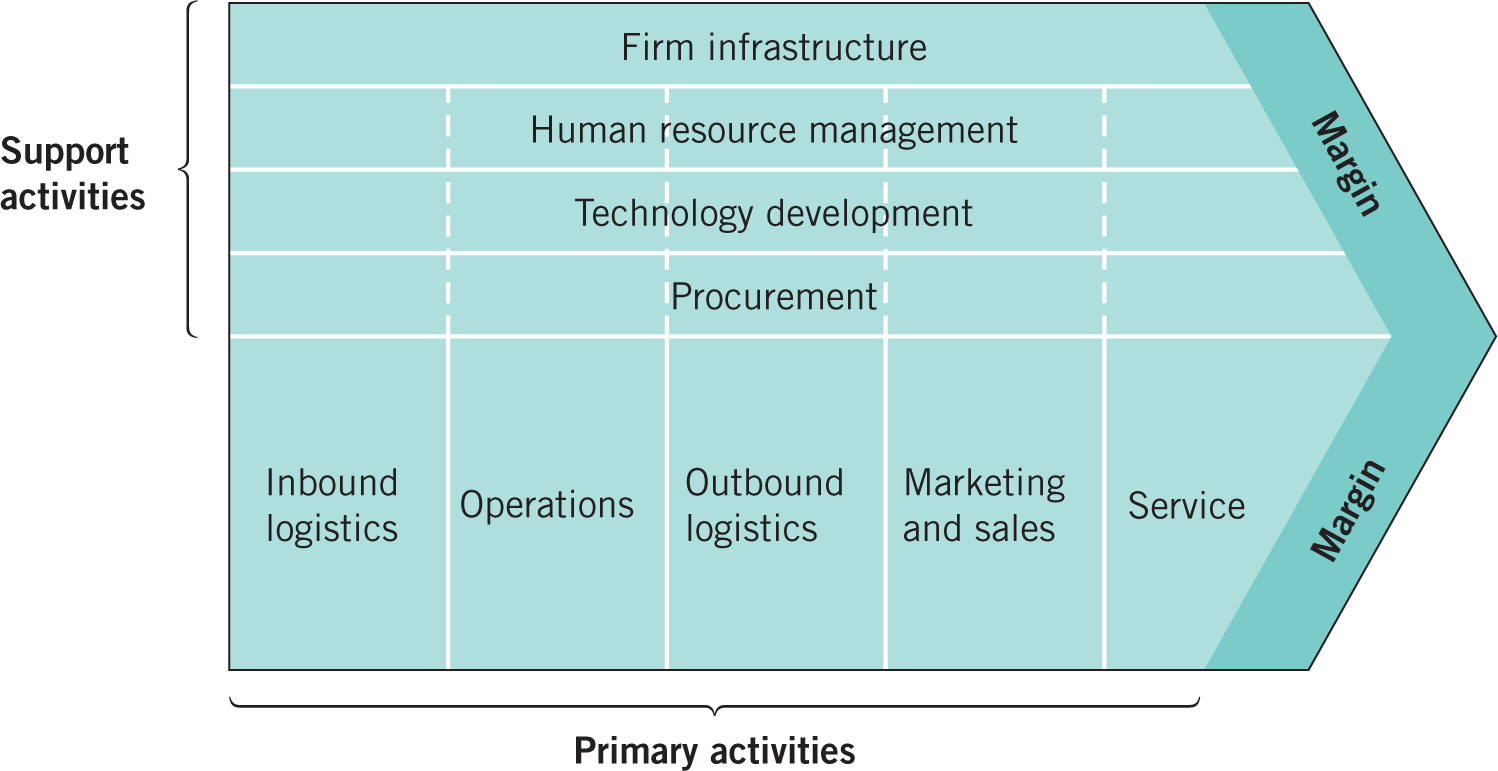 Support
activities
Firm infrastructure
Human resource management
Technology development
Procurement
Margin
Inbound
logistics
Operations
Outbound
logistics
Marketing
and sales
Service
Margin
Primary activities